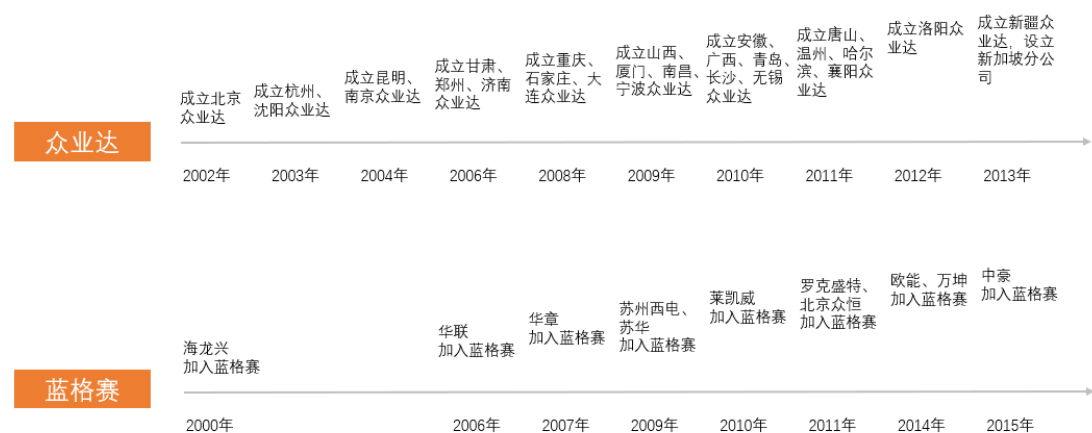 众业达
成立北京
众业达
成立杭州、
沈阳众业达
成立昆明、
南京众业达
成立甘肃、
郑州、济南
众业达
成立重庆、
石家庄、大
连众业达
成立山西、
厦门、南昌、
宁波众业达
成立安徽、
广西、青岛、
长沙、无锡
众业达
成立唐山、
温州、哈尔
滨、襄阳众
业达
成立洛阳众
业达
成立新疆众
业达，设立
新加坡分公
司
2002年 2003年 2004年 2006年 2008年 2009年 2010年 2011年 2012年 2013年
蓝格赛
海龙兴
加入蓝格赛
华联
加入蓝格赛
华章
加入蓝格赛
苏州西电、
苏华
加入蓝格赛
莱凯威
加入蓝格赛
罗克盛特、
北京众恒
加入蓝格赛
欧能、万坤
加入蓝格赛
中豪
加入蓝格赛
2000年 2006年 2007年 2009年 2010年 2011年 2014年 2015年